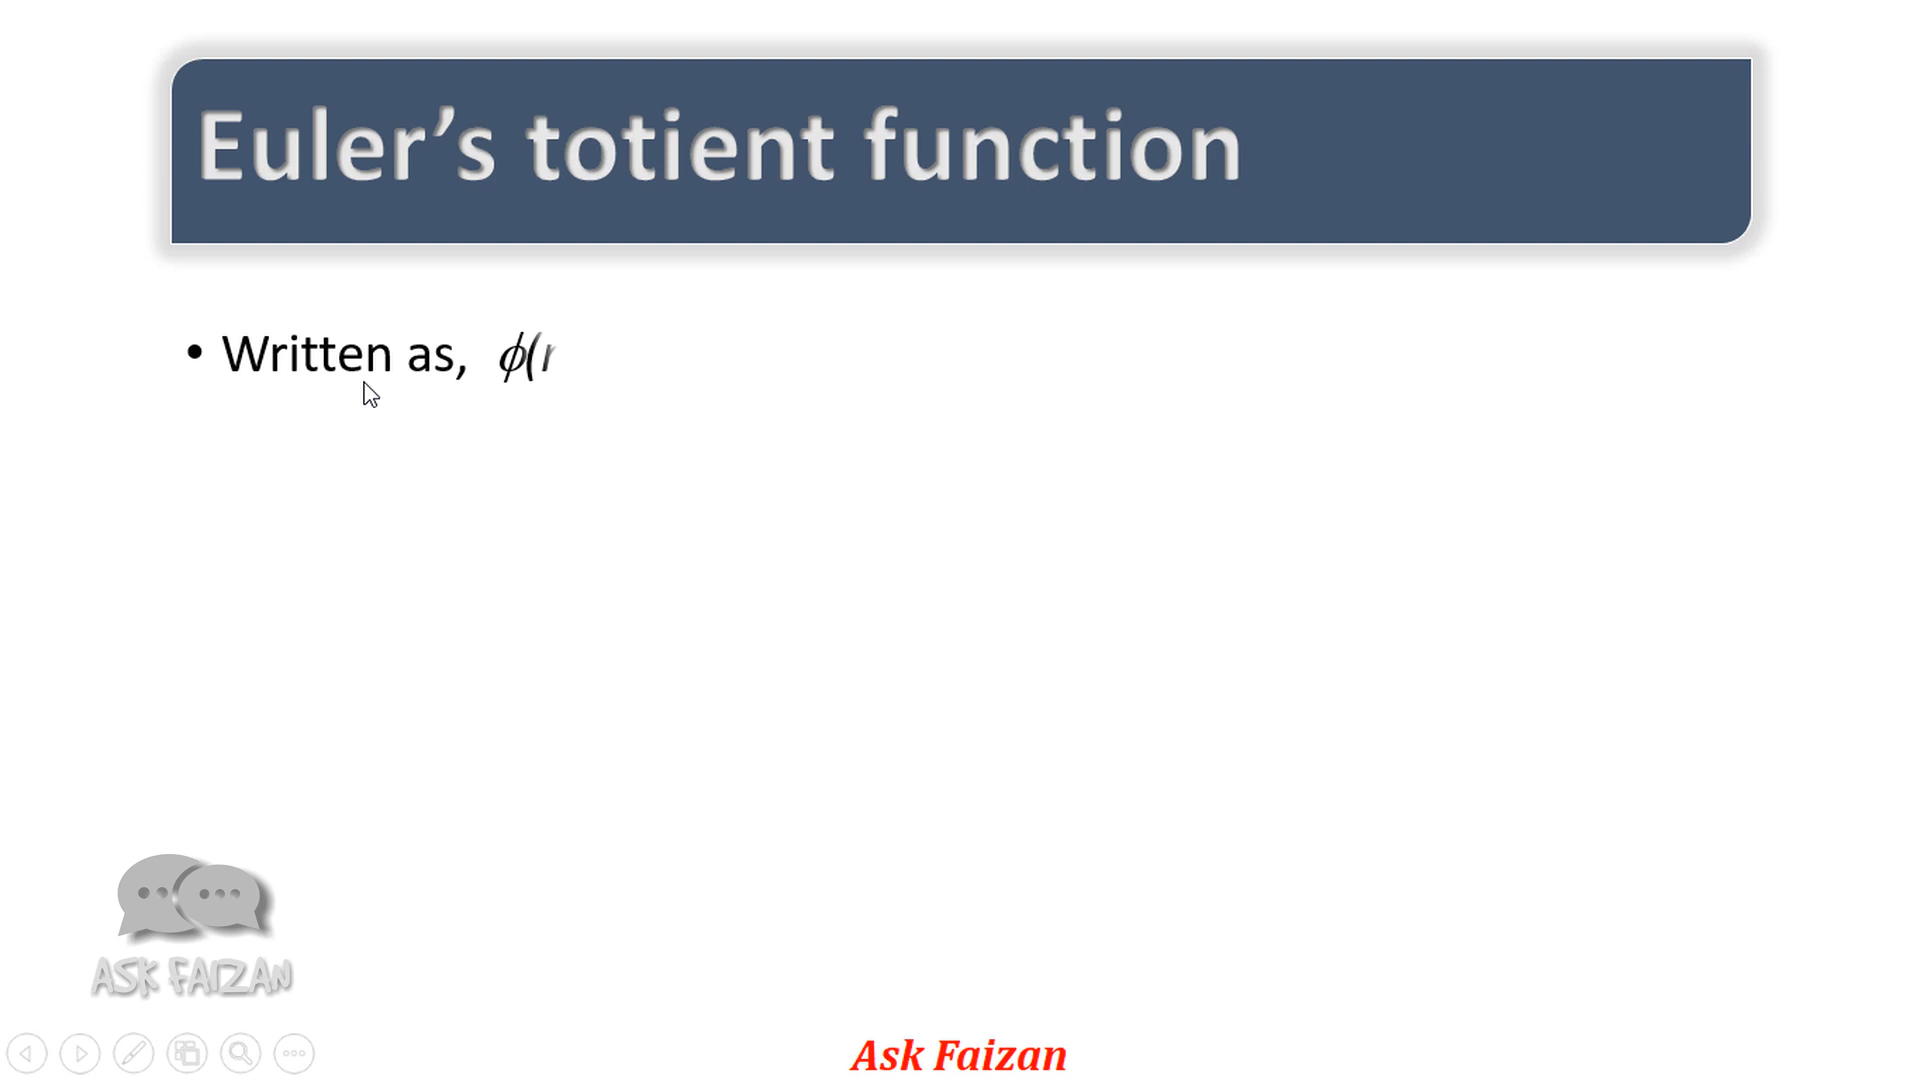 Euler’s totient function
• Written as, ϕ(
ASK FAIZAN
Ask Faizan